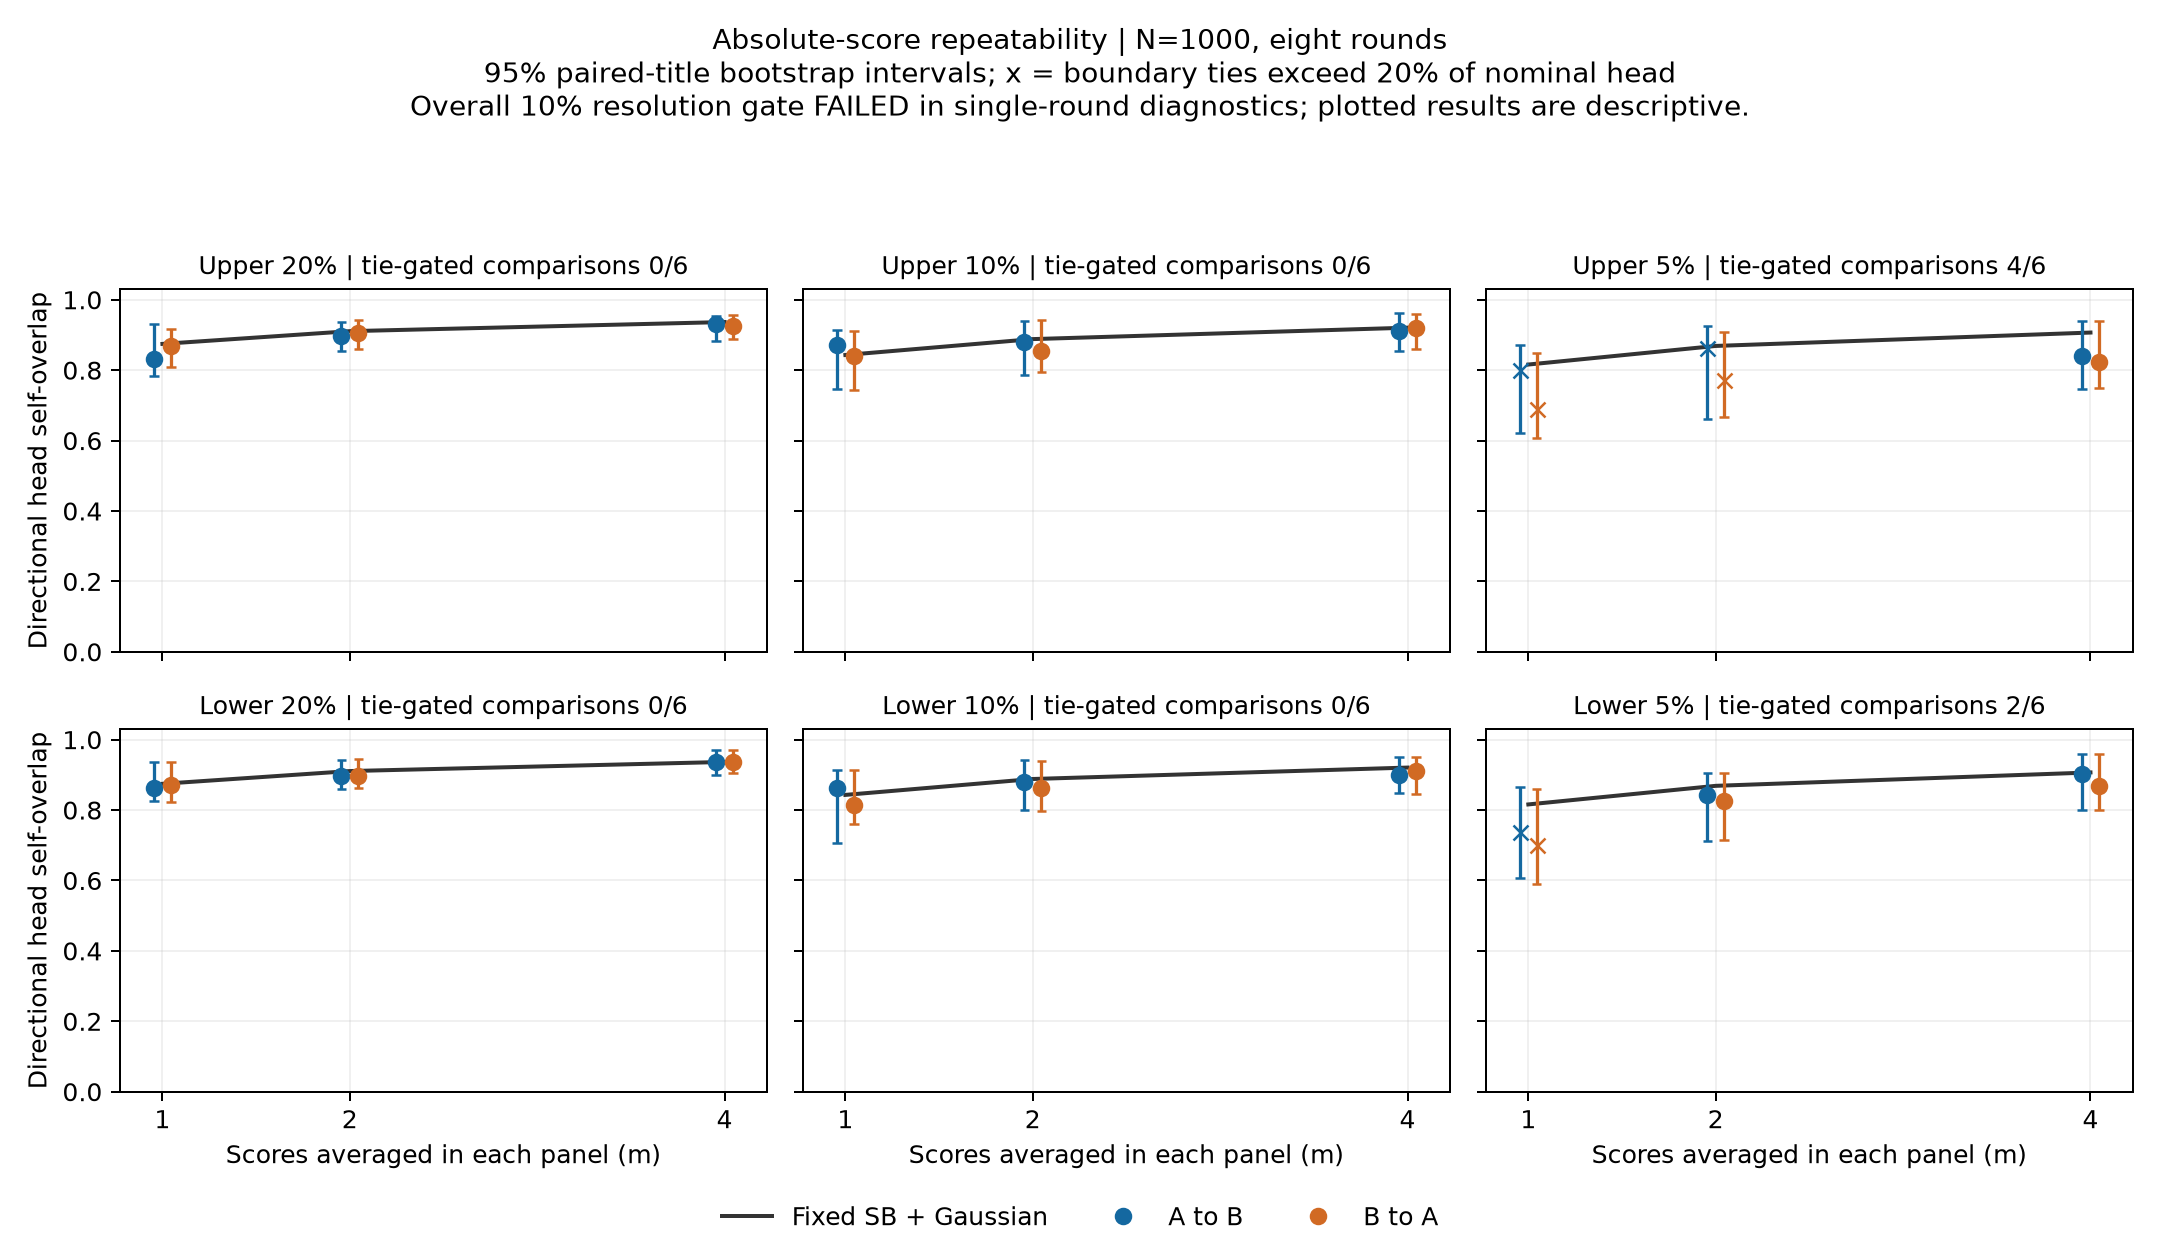 Absolute-score repeatability | N=1000, eight rounds
95% paired-title bootstrap intervals; x = boundary ties exceed 20% of nominal head
Overall 10% resolution gate FAILED in single-round diagnostics; plotted results are descriptive.
Upper 20% | tie-gated comparisons 0/6
Upper 10% | tie-gated comparisons 0/6
Upper 5% | tie-gated comparisons 4/6
Directional head self-overlap
1.0
0.8
0.6
0.4
0.2
0.0
Lower 20% | tie-gated comparisons 0/6
Lower 10% | tie-gated comparisons 0/6
Lower 5% | tie-gated comparisons 2/6
Directional head self-overlap
1.0
0.8
0.6
0.4
0.2
0.0
1 2 4
1 2 4
1 2 4
Scores averaged in each panel (m)
Scores averaged in each panel (m)
Scores averaged in each panel (m)
Fixed SB + Gaussian
A to B
B to A